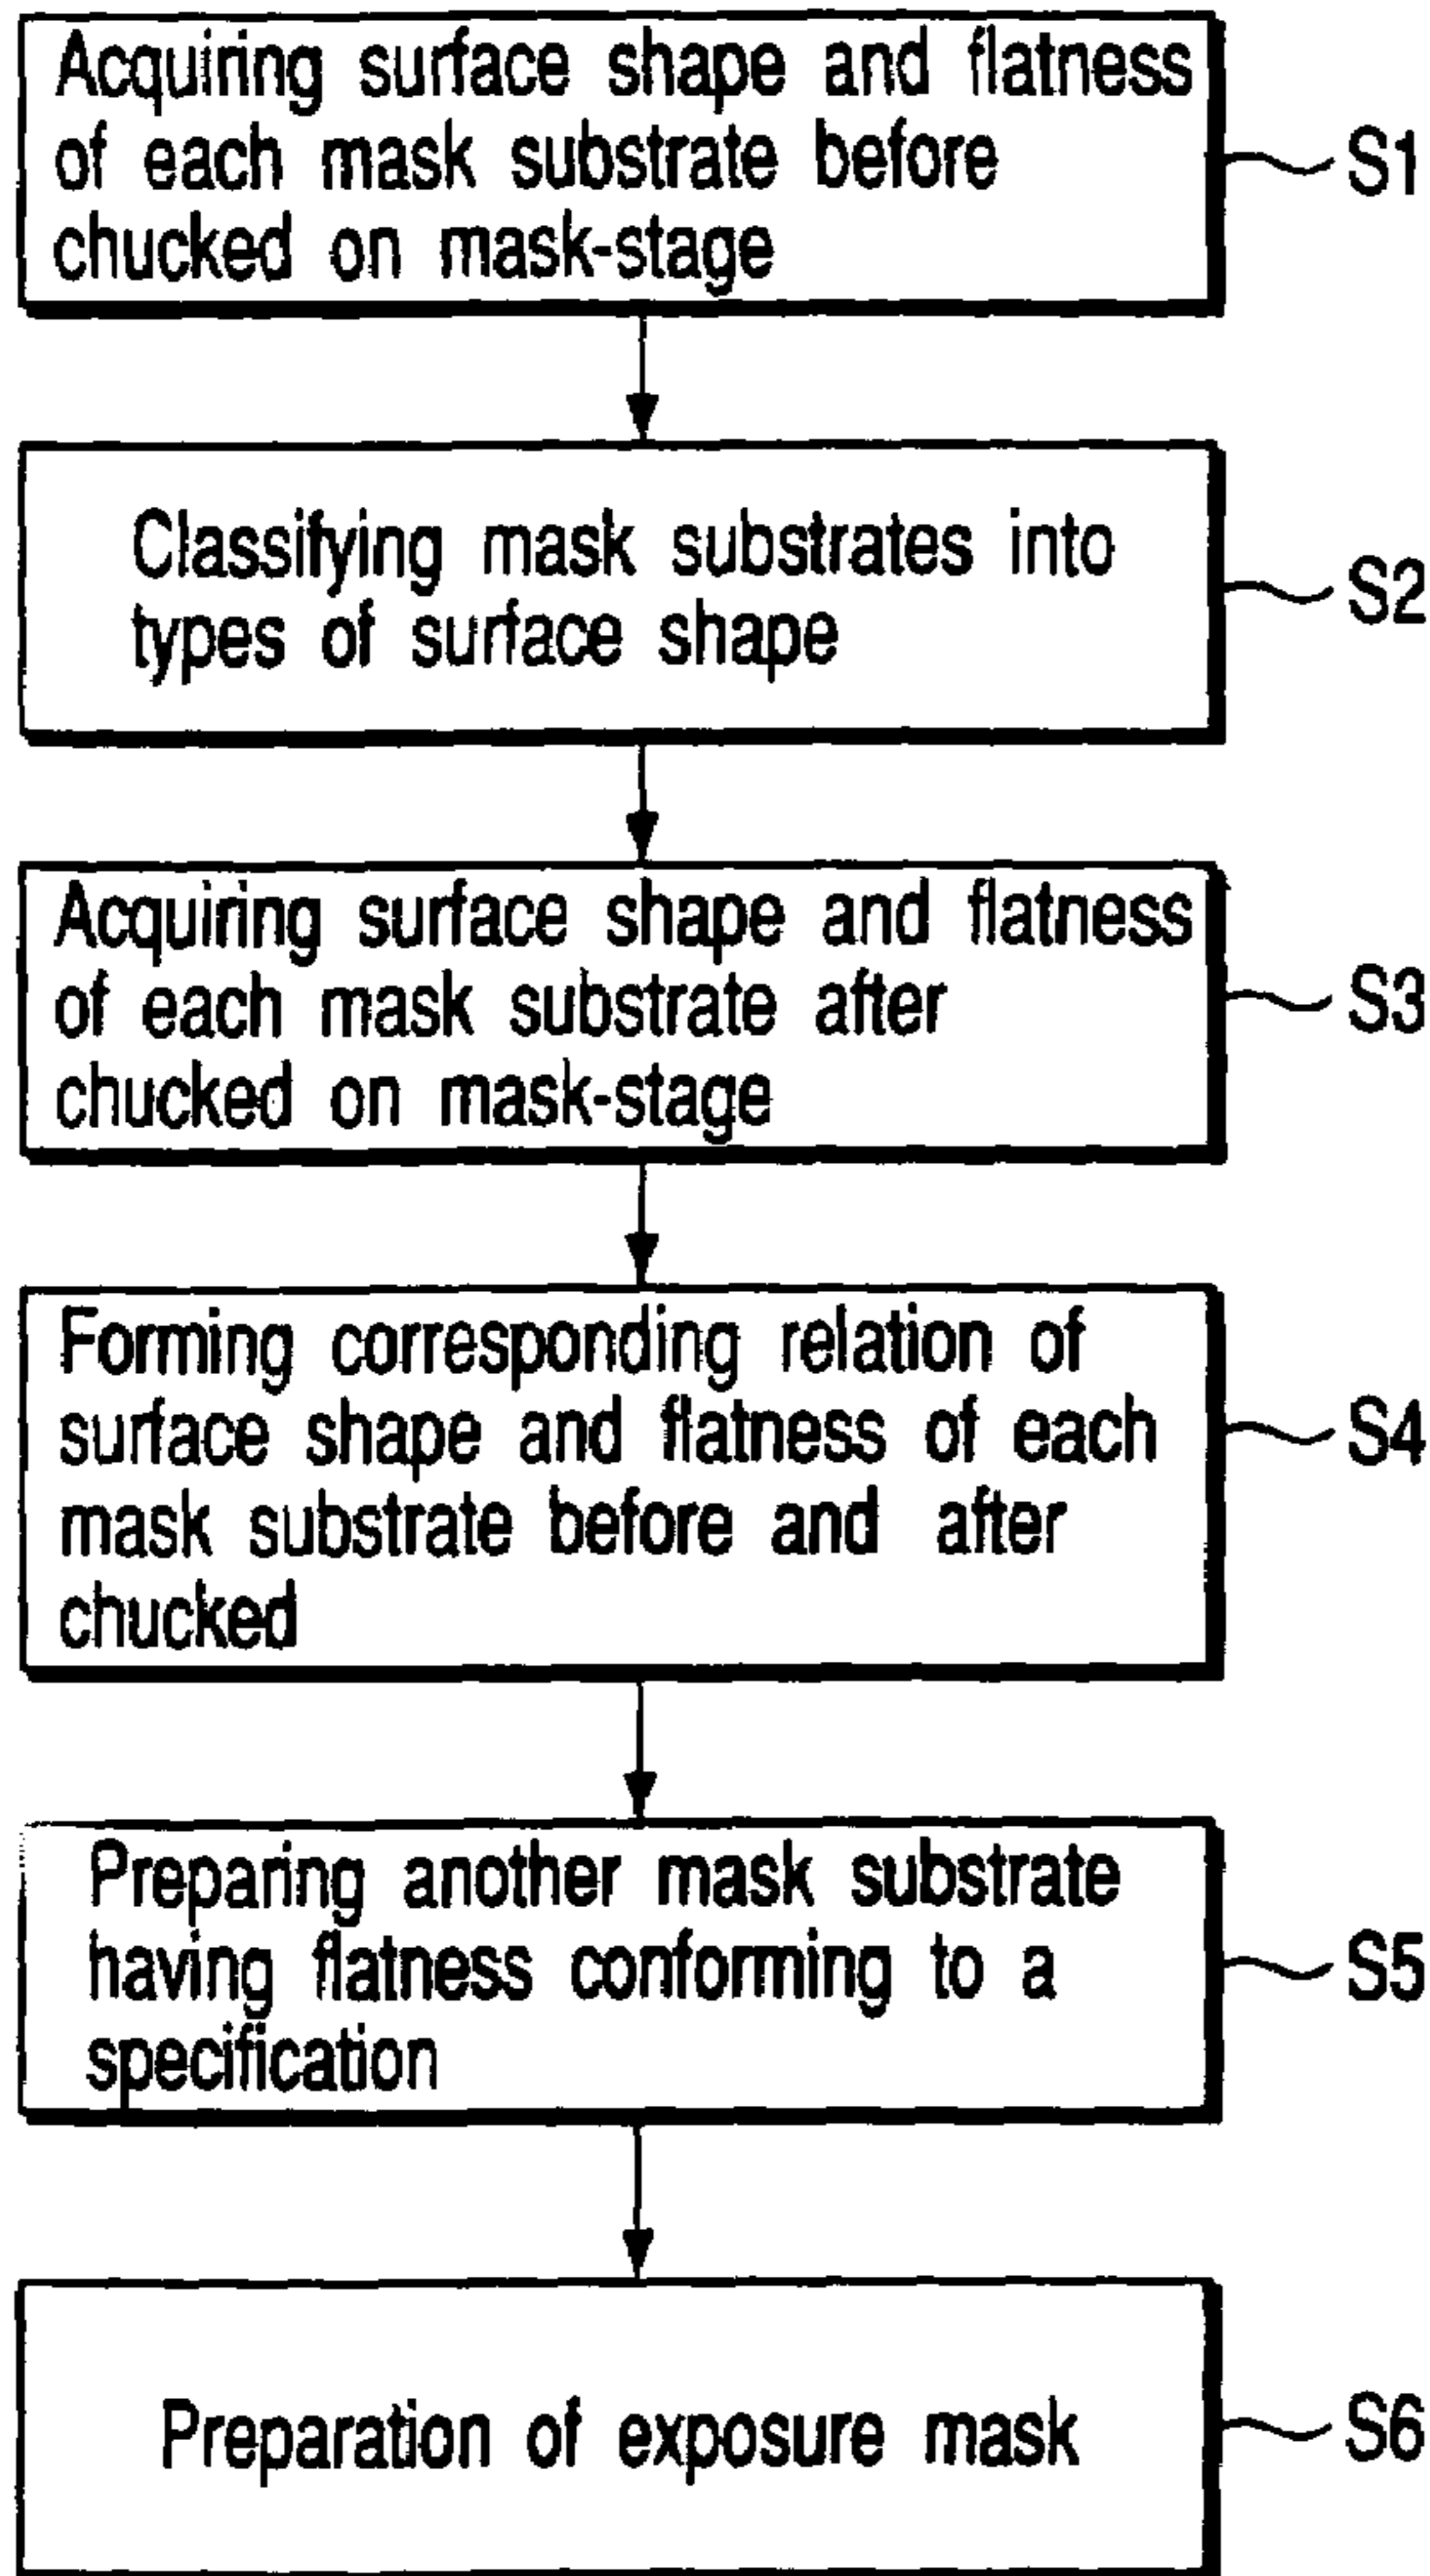 Acquiring surface shape and flatness
of each mask substrate before
chucked on mask-stage
S1
Classifying mask substrates into
types of surface shape
S2
Acquiring surface shape and flatness
of each mask substrate after
chucked on mask-stage
S3
Forming corresponding relation of
surface shape and flatness of each
mask substrate before and after
chucked
S4
Preparing another mask substrate
having flatness conforming to a
specification
S5
Preparation of exposure mask
S6